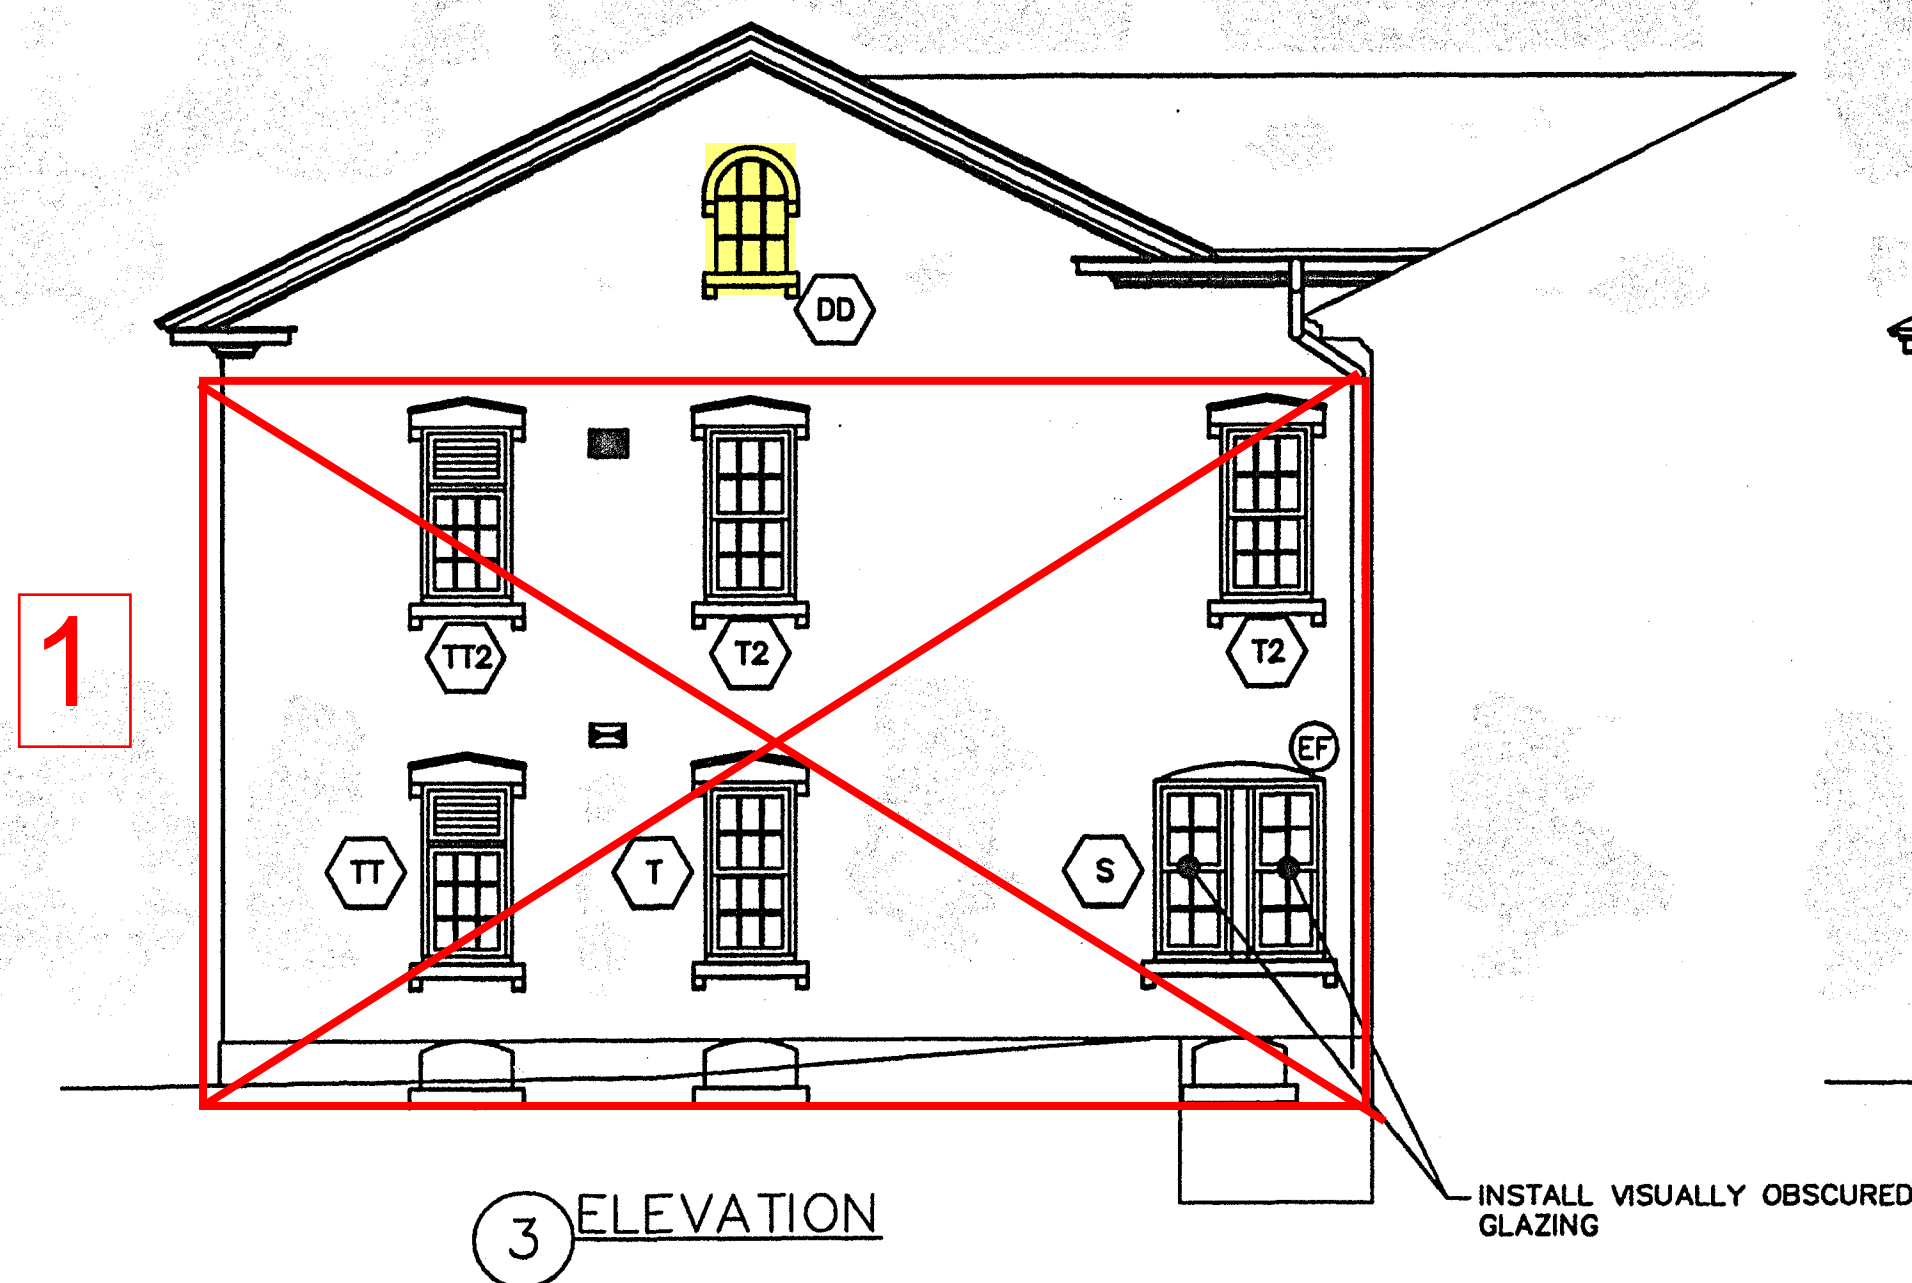 DD
1
TT2
T2
T2
EF
TT
T
S
3 ELEVATION
INSTALL VISUALLY OBSCURED
GLAZING